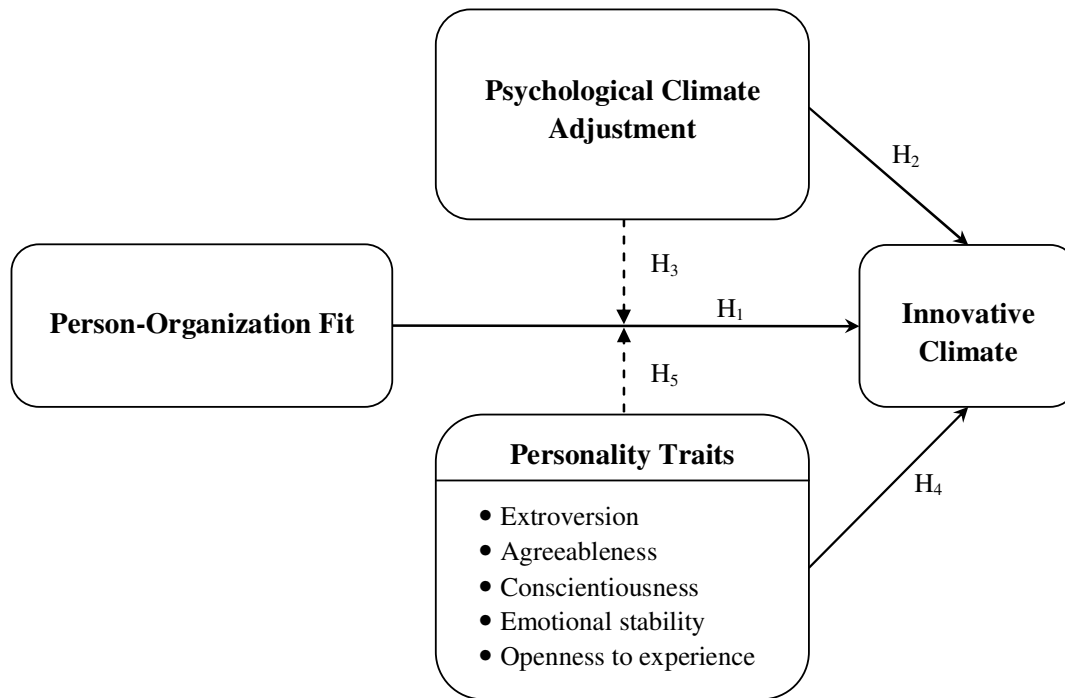 Psychological Climate
Adjustment
H₂
H₃
Person-Organization Fit
H₁
Innovative
Climate
H₅
Personality Traits
H₄
• Extroversion
• Agreeableness
• Conscientiousness
• Emotional stability
• Openness to experience